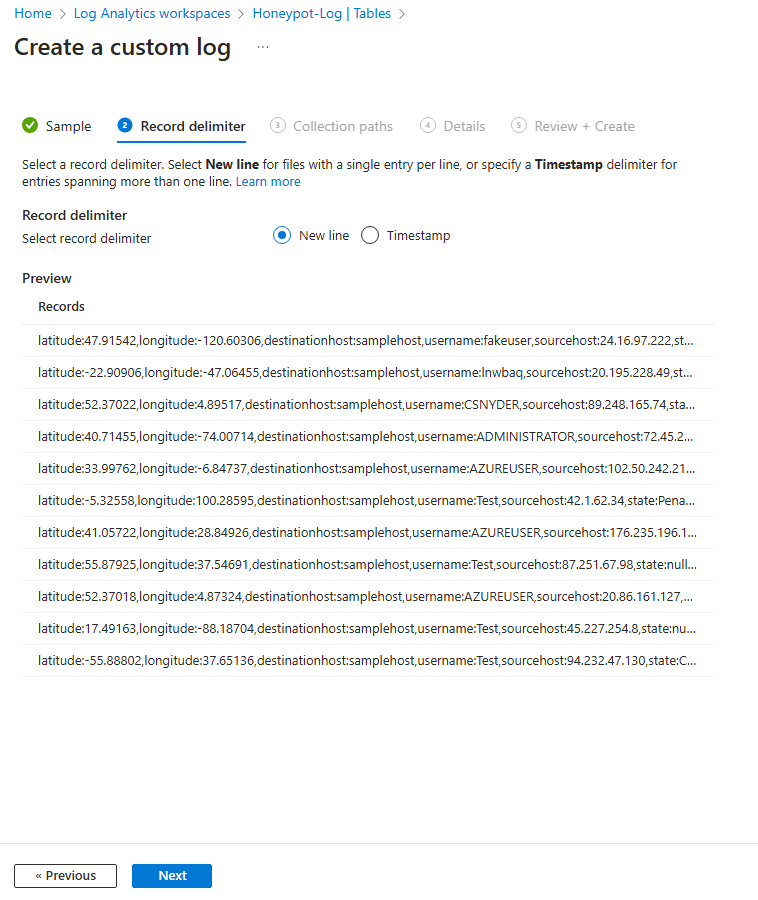 Home > Log Analytics workspaces > Honeypot-Log | Tables >
Create a custom log ...
Sample 2 Record delimiter 3 Collection paths 4 Details 5 Review + Create
Select a record delimiter. Select New line for files with a single entry per line, or specify a Timestamp delimiter for
entries spanning more than one line. Learn more
Record delimiter
Select record delimiter New line Timestamp
Preview
Records
latitude:47.91542,longitude:-120.60306,destinationhost:samplehost,username:fakeuser,sourcehost:24.16.97.222,st...
latitude:-22.90906,longitude:-47.06455,destinationhost:samplehost,username:lnwbaq,sourcehost:20.195.228.49,st...
latitude:52.37022,longitude:4.89517,destinationhost:samplehost,username:CSNYDER,sourcehost:89.248.165.74,sta...
latitude:40.71455,longitude:-74.00714,destinationhost:samplehost,username:ADMINISTRATOR,sourcehost:72.45.2...
latitude:33.99762,longitude:-6.84737,destinationhost:samplehost,username:AZUREUSER,sourcehost:102.50.242.21...
latitude:-5.32558,longitude:100.28595,destinationhost:samplehost,username:Test,sourcehost:42.1.62.34,state:Pena...
latitude:41.05722,longitude:28.84926,destinationhost:samplehost,username:AZUREUSER,sourcehost:176.235.196.1...
latitude:55.87925,longitude:37.54691,destinationhost:samplehost,username:Test,sourcehost:87.251.67.98,state:null...
latitude:52.37018,longitude:4.87324,destinationhost:samplehost,username:AZUREUSER,sourcehost:20.86.161.127,...
latitude:17.49163,longitude:-88.18704,destinationhost:samplehost,username:Test,sourcehost:45.227.254.8,state:nu...
latitude:-55.88802,longitude:37.65136,destinationhost:samplehost,username:Test,sourcehost:94.232.47.130,state:C...
« Previous Next